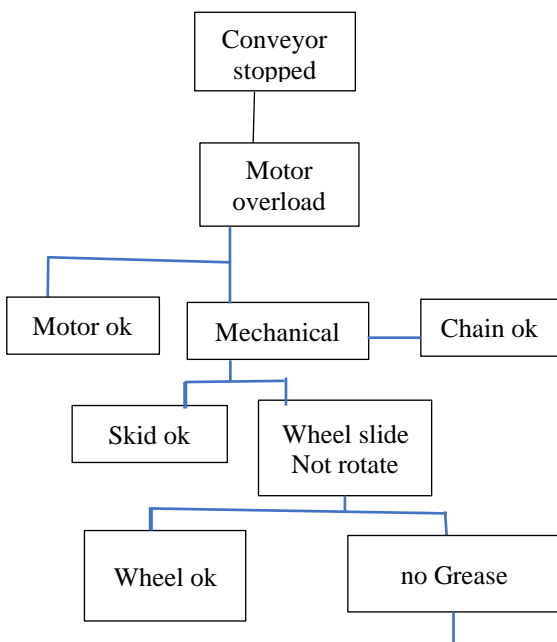 Conveyor
stopped
Motor
overload
Motor ok
Mechanical
Chain ok
Skid ok
Wheel slide
Not rotate
Wheel ok
no Grease